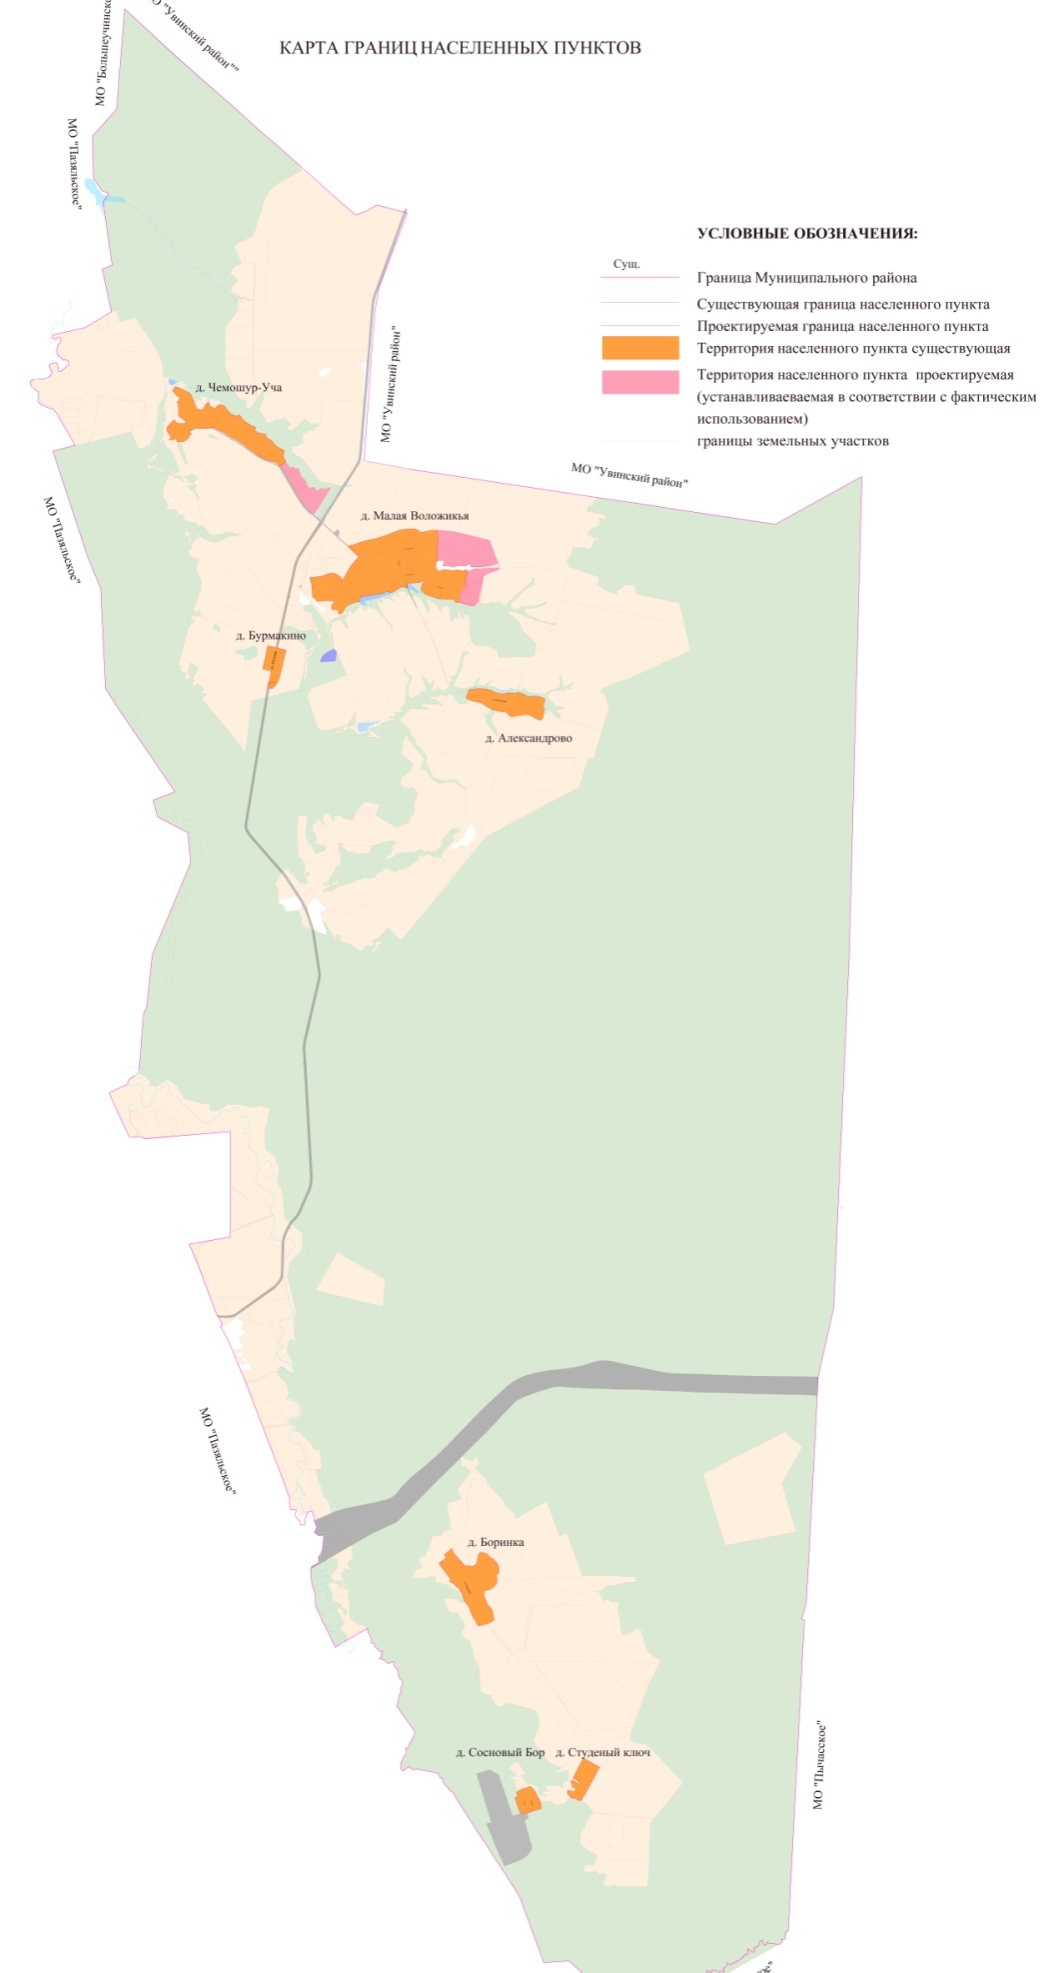 МО "Увинский район""
КАРТА ГРАНИЦ НАСЕЛЕННЫХ ПУНКТОВ
МО "Пазяльское"
УСЛОВНЫЕ ОБОЗНАЧЕНИЯ:
Сущ.
Граница Муниципального района
Существующая граница населенного пункта
Проектируемая граница населенного пункта
Территория населенного пункта существующая
Территория населенного пункта проектируемая
(устанавливаеваемая в соответствии с фактическим
использованием)
границы земельных участков
МО "Увинский район"
д. Чемошур-Уча
МО "Увинский район"
МО "Пазяльское"
д. Малая Воложикья
д. Бурмакино
д. Александрово
МО "Пазяльское"
д. Боринка
д. Сосновый Бор
д. Студеный ключ
МО "Пычасское"